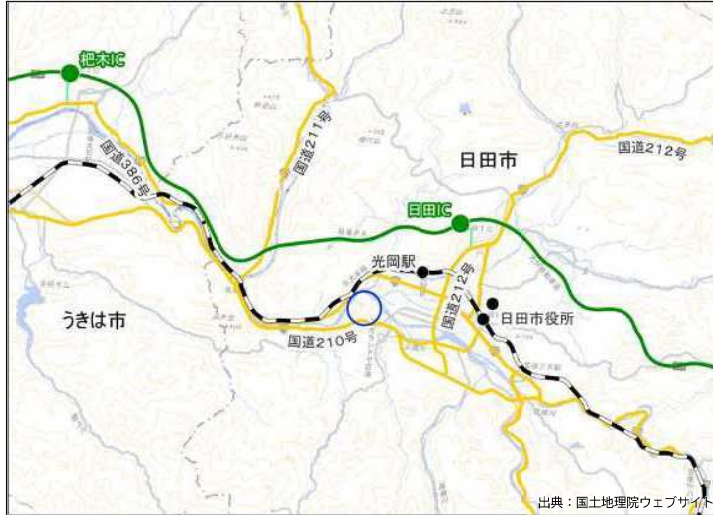 杷木IC
国道386号
国道211号
日田市
国道212号
日田IC
光岡駅
国道212号
うきは市
国道210号
日田市役所
出典：国土地理院ウェブサイト